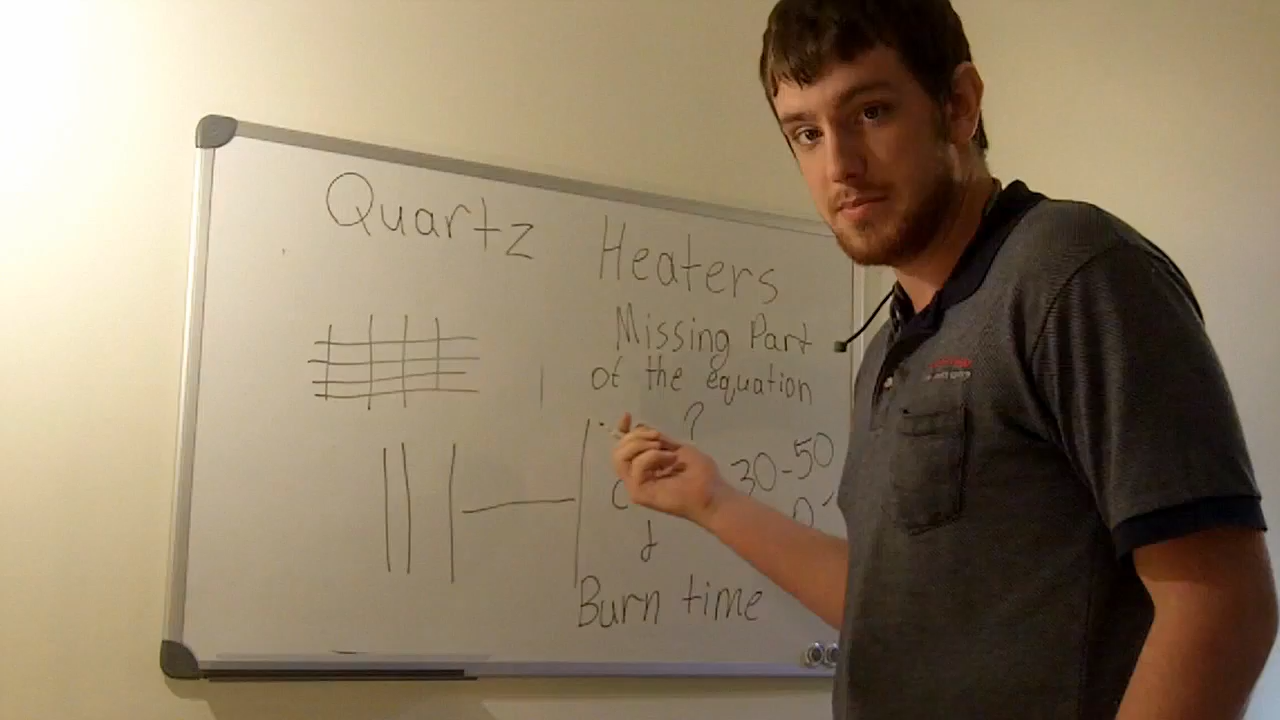 Quartz Heaters
Missing Part
of the equation
?
30-50
Burn time